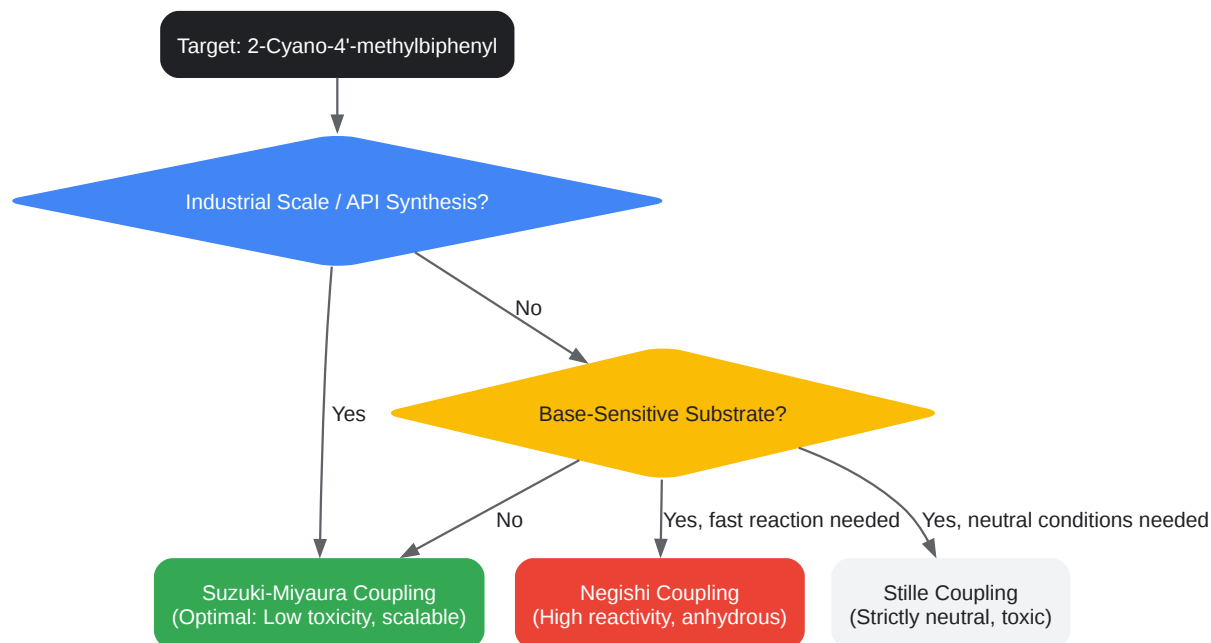 Target: 2-Cyano-4'-methylbiphenyl
Industrial Scale / API Synthesis?
No
Yes
Base-Sensitive Substrate?
No
Yes, fast reaction needed
Yes, neutral conditions needed
Suzuki-Miyaura Coupling
(Optimal: Low toxicity, scalable)
Negishi Coupling
(High reactivity, anhydrous)
Stille Coupling
(Strictly neutral, toxic)